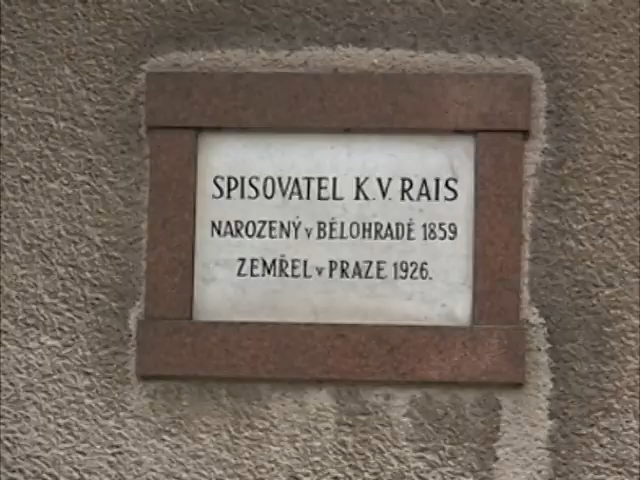 SPISOVATEL K.V. RAIS
NAROZENÝ v BĚLOHRADĚ 1859
ZEMŘEL v PRAZE 1926.